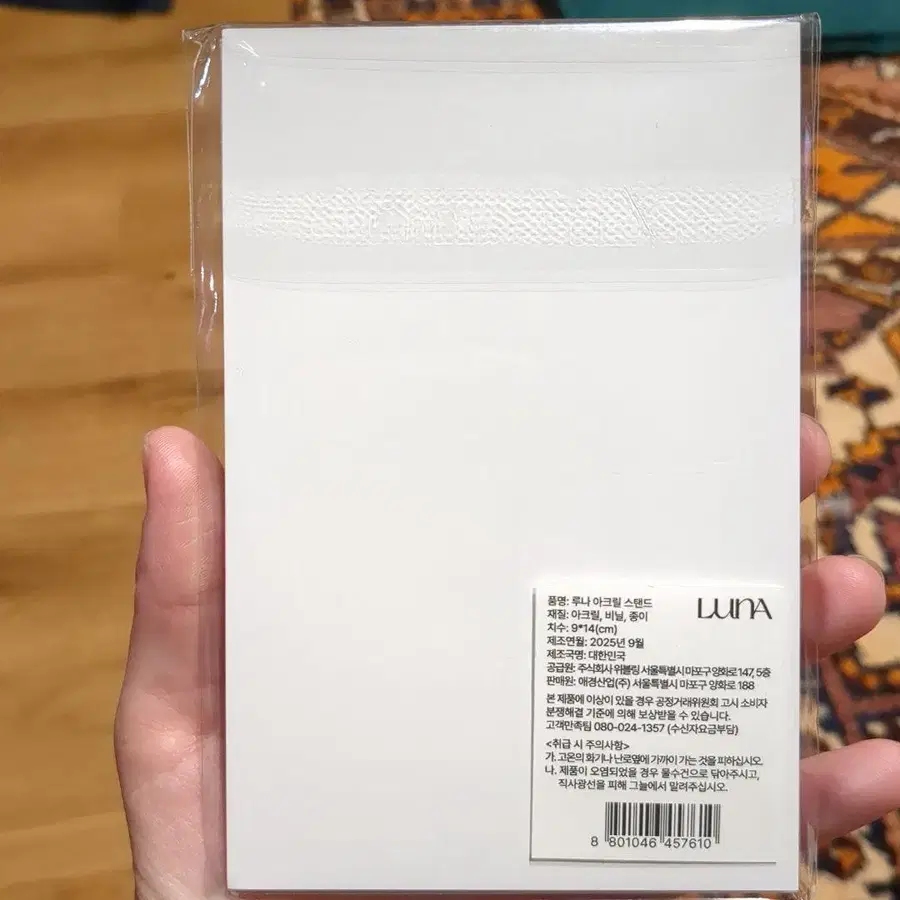 LUNA
품명: 루나 아크릴 스탠드
재질: 아크릴, 비닐, 종이
치수: 9*14(cm)
제조연월: 2025년 9월
제조국명: 대한민국
공급원: 주식회사 위블링 서울특별시 마포구 양화로 147, 5층
판매원: 애경산업(주) 서울특별시 마포구 양화로 188
본 제품에 이상이 있을 경우 공정거래위원회 고시 소비자
분쟁해결 기준에 의해 보상받을 수 있습니다.
고객만족팀 080-024-1357 (수신자요금부담)
<취급 시 주의사항>
가. 고온의 화기나 난로옆에 가까이 가는 것을 피하십시오.
나. 제품이 오염되었을 경우 물수건으로 닦아주시고,
직사광선을 피해 그늘에서 말려주십시오.
8 801046 457610